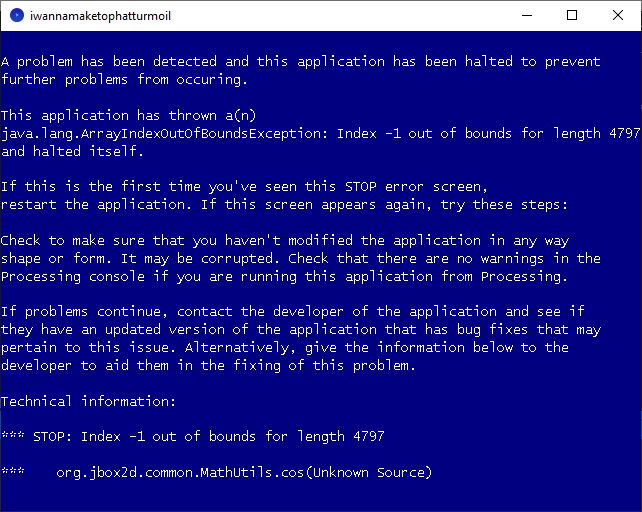 iwannamaketophatturmoil
A problem has been detected and this application has been halted to prevent
further problems from occuring.
This application has thrown a(n)
java.lang.ArrayIndexOutOfBoundsException: Index -1 out of bounds for length 4797
and halted itself.
If this is the first time you've seen this STOP error screen,
restart the application. If this screen appears again, try these steps:
Check to make sure that you haven't modified the application in any way
shape or form. It may be corrupted. Check that there are no warnings in the
Processing console if you are running this application from Processing.
If problems continue, contact the developer of the application and see if
they have an updated version of the application that has bug fixes that may
pertain to this issue. Alternatively, give the information below to the
developer to aid them in the fixing of this problem.
Technical information:
*** STOP: Index -1 out of bounds for length 4797
*** org.jbox2d.common.MathUtils.cos(Unknown Source)